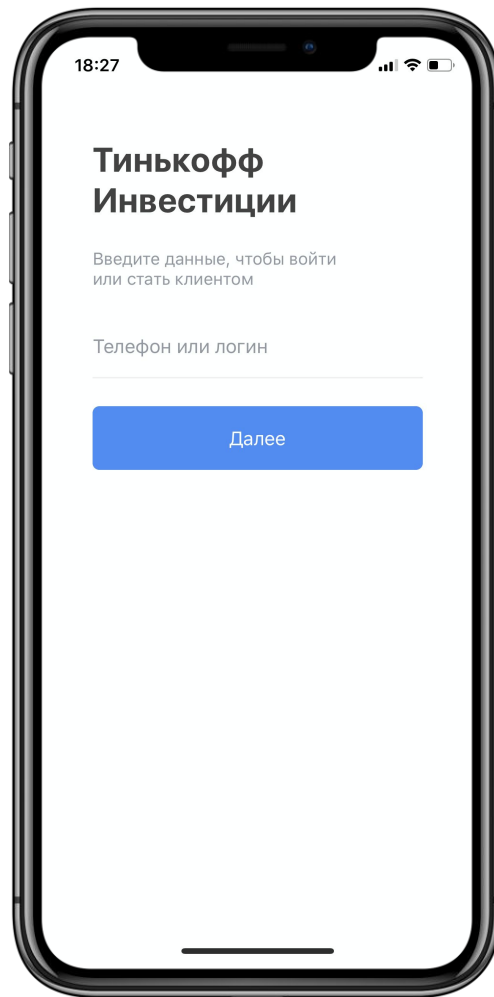 18:27
Тинькофф
Инвестиции
Введите данные, чтобы войти
или стать клиентом
Телефон или логин
Далее